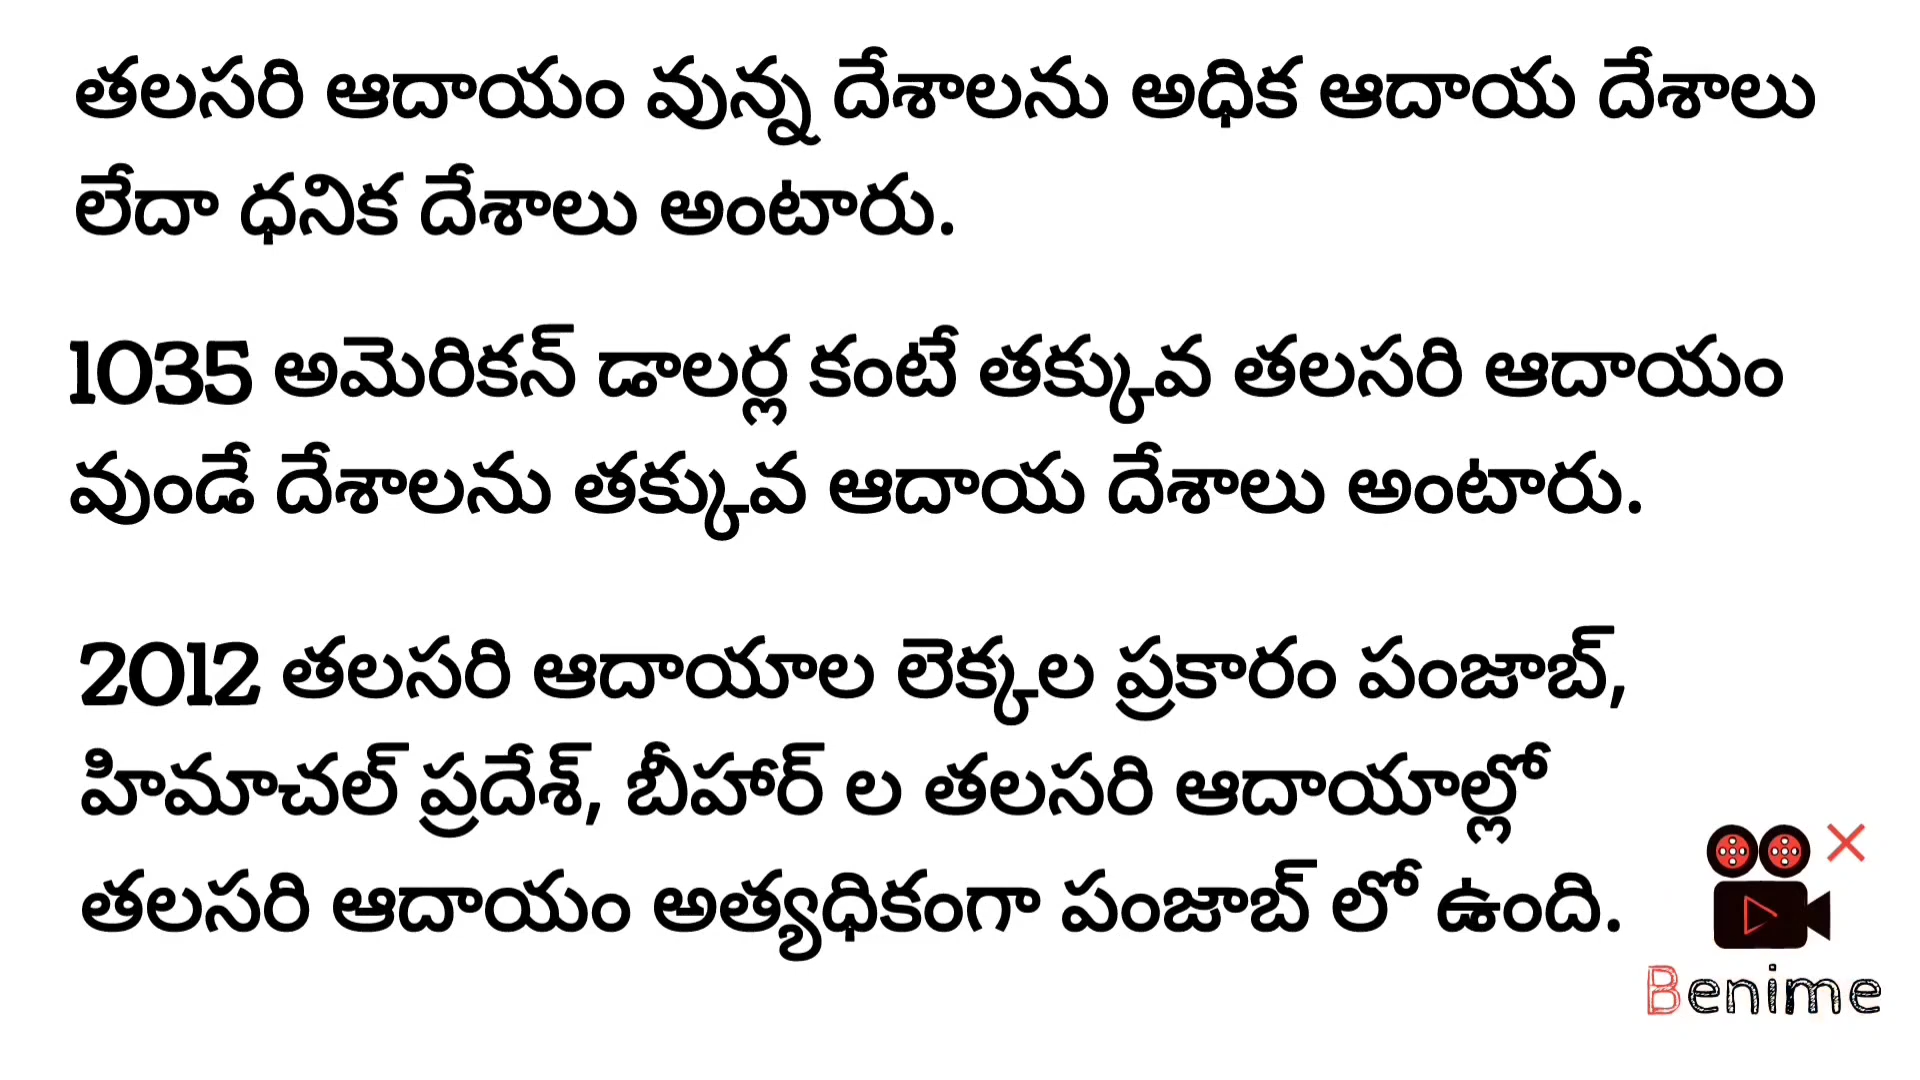 తలసరి ఆదాయం వున్న దేశాలను అధిక ఆదాయ దేశాలు
లేదా ధనిక దేశాలు అంటారు.
1035 అమెరికన్ డాలర్ల కంటే తక్కువ తలసరి ఆదాయం
వుండే దేశాలను తక్కువ ఆదాయ దేశాలు అంటారు.
2012 తలసరి ఆదాయాల లెక్కల ప్రకారం పంజాబ్,
హిమాచల్ ప్రదేశ్, బీహార్ ల తలసరి ఆదాయాల్లో
తలసరి ఆదాయం అత్యధికంగా పంజాబ్ లో ఉంది.
Benime